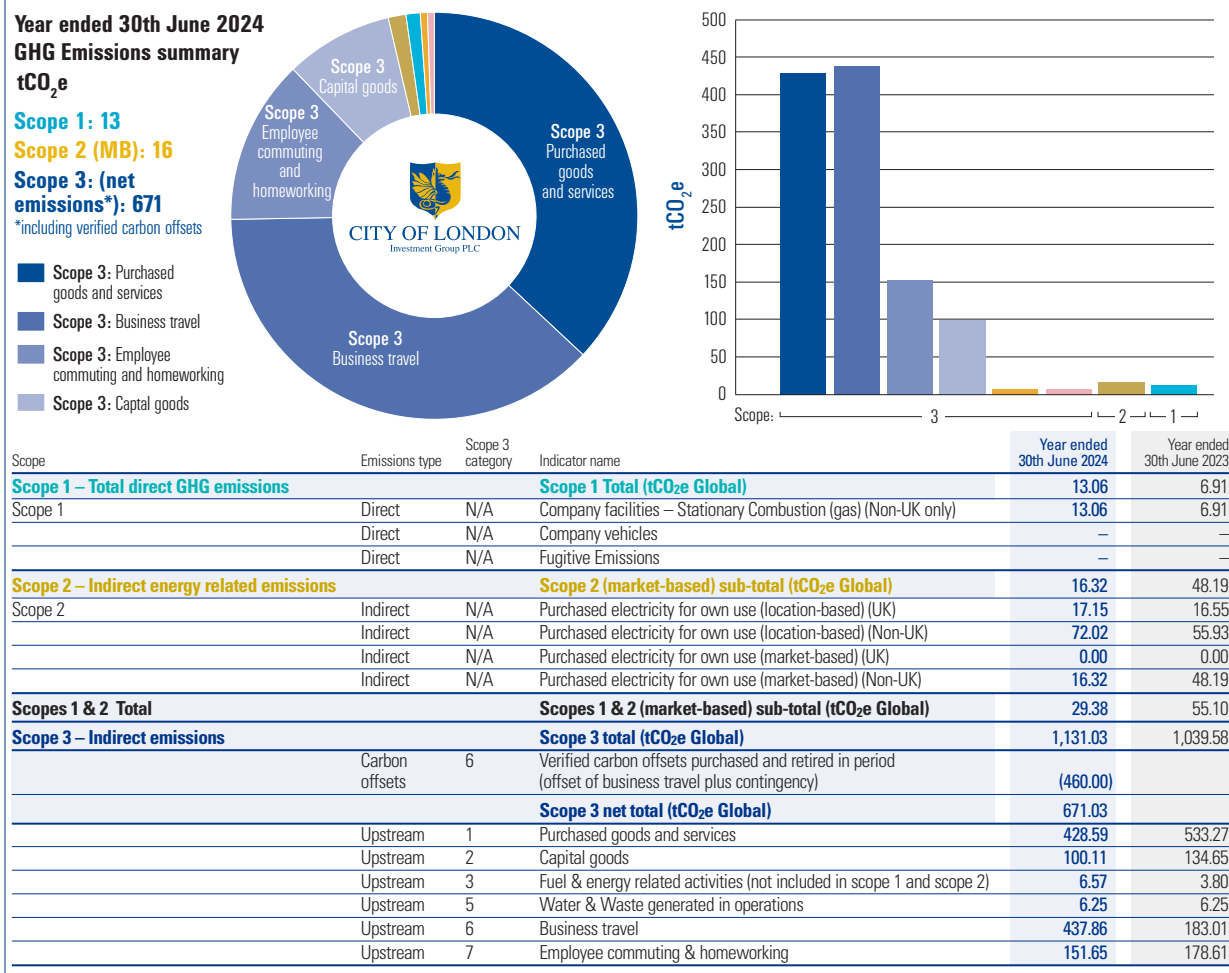 Year ended 30th June 2024
GHG Emissions summary
tCO2e
Scope 1: 13
Scope 2 (MB): 16
Scope 3: (net
emissions*): 671
*including verified carbon offsets
Scope 3: Purchased
goods and services
Scope 3: Business travel
Scope 3: Employee
commuting and homeworking
Scope 3: Captal goods
Scope 3
Capital goods
Scope 3
Employee
commuting
and
homeworking
Scope 3
Purchased
goods
and services
Scope 3
Business travel
CITY OF LONDON
Investment Group PLC
tCO2e
500
450
400
350
300
250
200
150
100
50
0
Scope: 3 2 1
Scope Emissions type Scope 3 category Indicator name Year ended 30th June 2024 Year ended 30th June 2023
Scope 1 – Total direct GHG emissions Scope 1 Total (tCO2e Global) 13.06 6.91
Scope 1 Direct N/A Company facilities – Stationary Combustion (gas) (Non-UK only) 13.06 6.91
Direct N/A Company vehicles – –
Direct N/A Fugitive Emissions – –
Scope 2 – Indirect energy related emissions Scope 2 (market-based) sub-total (tCO2e Global) 16.32 48.19
Scope 2 Indirect N/A Purchased electricity for own use (location-based) (UK) 17.15 16.55
Indirect N/A Purchased electricity for own use (location-based) (Non-UK) 72.02 55.93
Indirect N/A Purchased electricity for own use (market-based) (UK) 0.00 0.00
Indirect N/A Purchased electricity for own use (market-based) (Non-UK) 16.32 48.19
Scopes 1 & 2 Total Scopes 1 & 2 (market-based) sub-total (tCO2e Global) 29.38 55.10
Scope 3 – Indirect emissions Scope 3 total (tCO2e Global) 1,131.03 1,039.58
Carbon offsets 6 Verified carbon offsets purchased and retired in period
(offset of business travel plus contingency) (460.00)
Scope 3 net total (tCO2e Global) 671.03
Upstream 1 Purchased goods and services 428.59 533.27
Upstream 2 Capital goods 100.11 134.65
Upstream 3 Fuel & energy related activities (not included in scope 1 and scope 2) 6.57 3.80
Upstream 5 Water & Waste generated in operations 6.25 6.25
Upstream 6 Business travel 437.86 183.01
Upstream 7 Employee commuting & homeworking 151.65 178.61